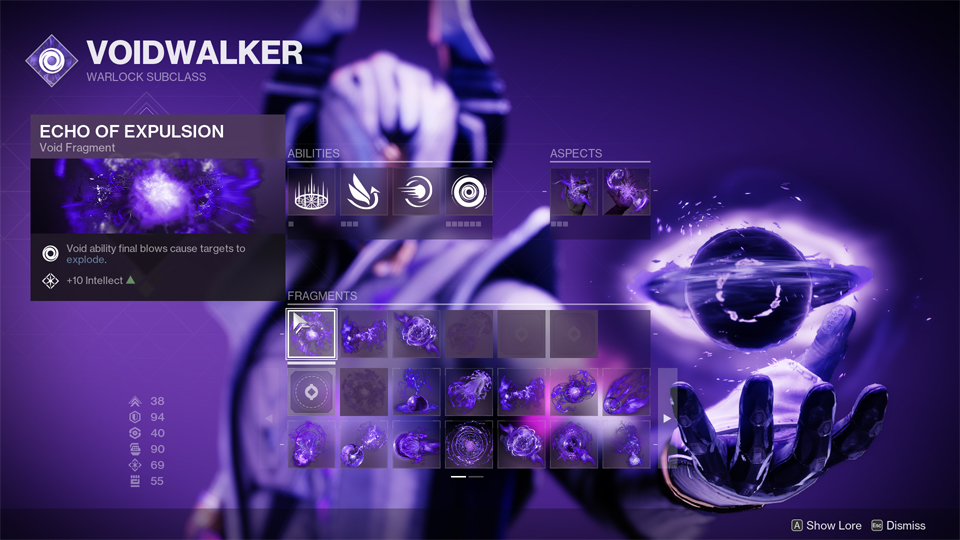 VOIDWALKER
WARLOCK SUBCLASS
ECHO OF EXPULSION
Void Fragment
Void ability final blows cause targets to
explode.
+10 Intellect
ABILITIES
ASPECTS
FRAGMENTS
38
94
40
90
69
55
A Show Lore Esc Dismiss